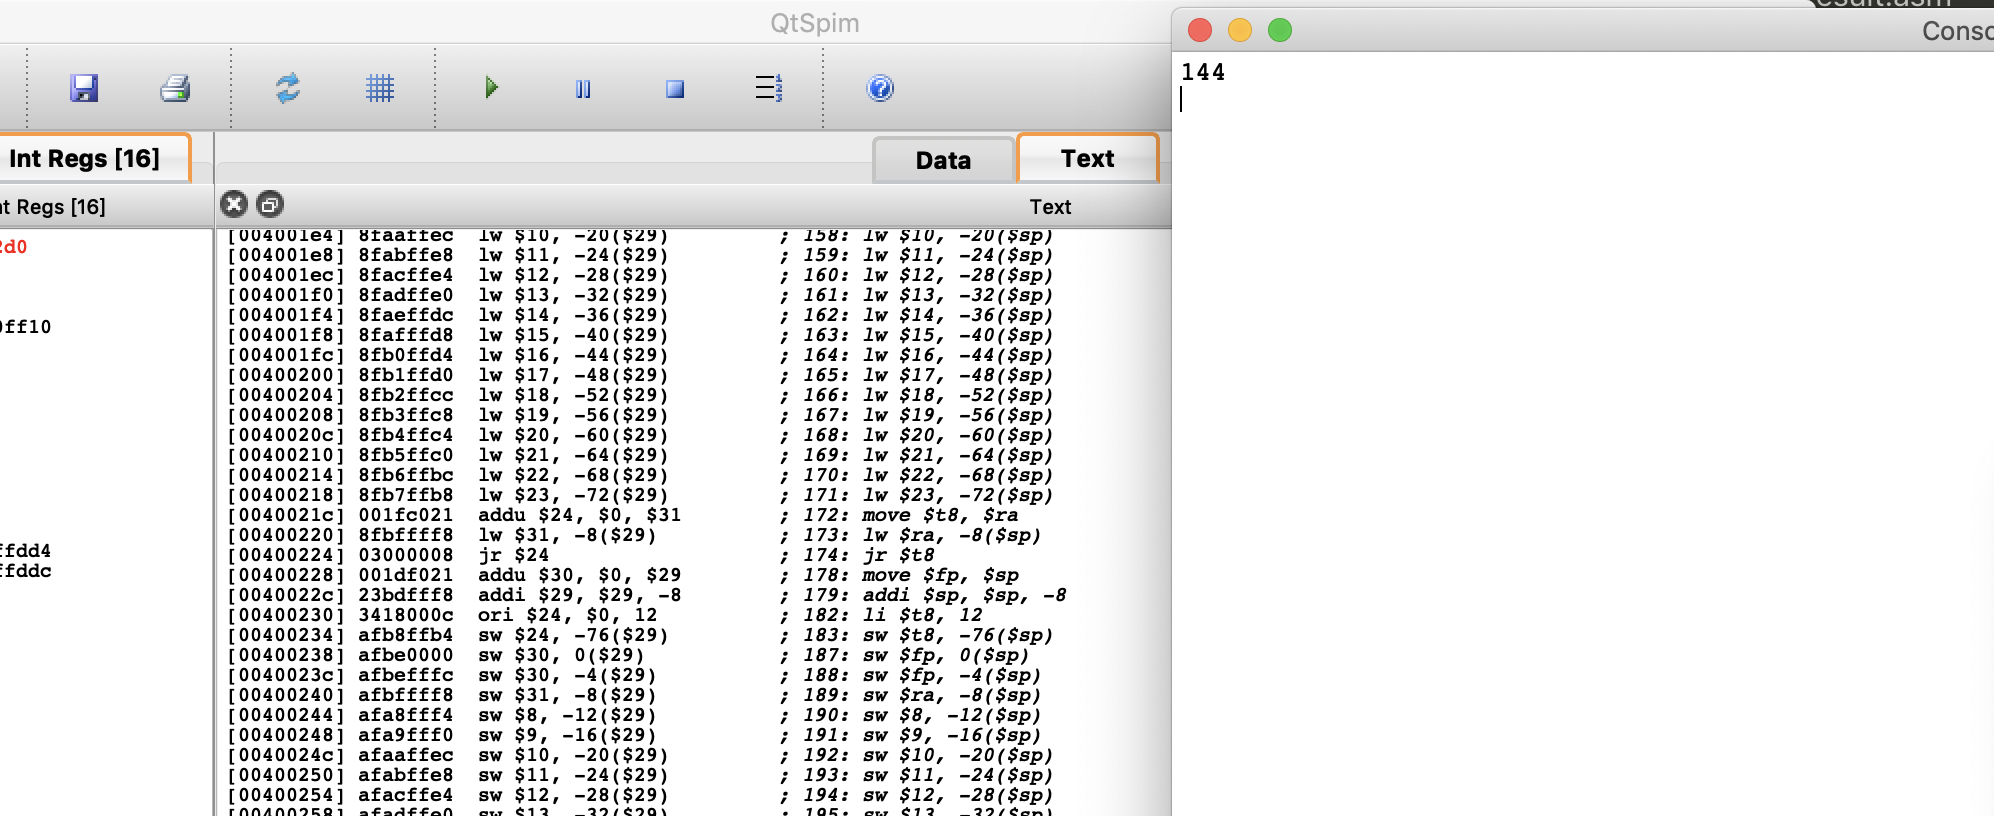 esult.asm
QtSpim
Conso
144
Int Regs [16]
Data
Text
nt Regs [16]
Text
2d0
0ff10
ffdd4
ffddc
[004001e4] 8faaffec lw $10, -20($29) ; 158: lw $10, -20($sp)
[004001e8] 8fabffe8 lw $11, -24($29) ; 159: lw $11, -24($sp)
[004001ec] 8facffe4 lw $12, -28($29) ; 160: lw $12, -28($sp)
[004001f0] 8fadffe0 lw $13, -32($29) ; 161: lw $13, -32($sp)
[004001f4] 8faeffdc lw $14, -36($29) ; 162: lw $14, -36($sp)
[004001f8] 8fafffd8 lw $15, -40($29) ; 163: lw $15, -40($sp)
[004001fc] 8fb0ffd4 lw $16, -44($29) ; 164: lw $16, -44($sp)
[00400200] 8fb1ffd0 lw $17, -48($29) ; 165: lw $17, -48($sp)
[00400204] 8fb2ffcc lw $18, -52($29) ; 166: lw $18, -52($sp)
[00400208] 8fb3ffc8 lw $19, -56($29) ; 167: lw $19, -56($sp)
[0040020c] 8fb4ffc4 lw $20, -60($29) ; 168: lw $20, -60($sp)
[00400210] 8fb5ffc0 lw $21, -64($29) ; 169: lw $21, -64($sp)
[00400214] 8fb6ffbc lw $22, -68($29) ; 170: lw $22, -68($sp)
[00400218] 8fb7ffb8 lw $23, -72($29) ; 171: lw $23, -72($sp)
[0040021c] 001fc021 addu $24, $0, $31 ; 172: move $t8, $ra
[00400220] 8fbffff8 lw $31, -8($29) ; 173: lw $ra, -8($sp)
[00400224] 03000008 jr $24 ; 174: jr $t8
[00400228] 001df021 addu $30, $0, $29 ; 178: move $fp, $sp
[0040022c] 23bdfff8 addi $29, $29, -8 ; 179: addi $sp, $sp, -8
[00400230] 3418000c ori $24, $0, 12 ; 182: li $t8, 12
[00400234] afb8ffb4 sw $24, -76($29) ; 183: sw $t8, -76($sp)
[00400238] afbe0000 sw $30, 0($29) ; 187: sw $fp, 0($sp)
[0040023c] afbefffc sw $30, -4($29) ; 188: sw $fp, -4($sp)
[00400240] afbffff8 sw $31, -8($29) ; 189: sw $ra, -8($sp)
[00400244] afa8fff4 sw $8, -12($29) ; 190: sw $8, -12($sp)
[00400248] afa9fff0 sw $9, -16($29) ; 191: sw $9, -16($sp)
[0040024c] afaaffec sw $10, -20($29) ; 192: sw $10, -20($sp)
[00400250] afabffe8 sw $11, -24($29) ; 193: sw $11, -24($sp)
[00400254] afacffe4 sw $12, -28($29) ; 194: sw $12, -28($sp)
[00400258] afadffe0 sw $13, -32($29) ; 195: sw $13, -32($sp)